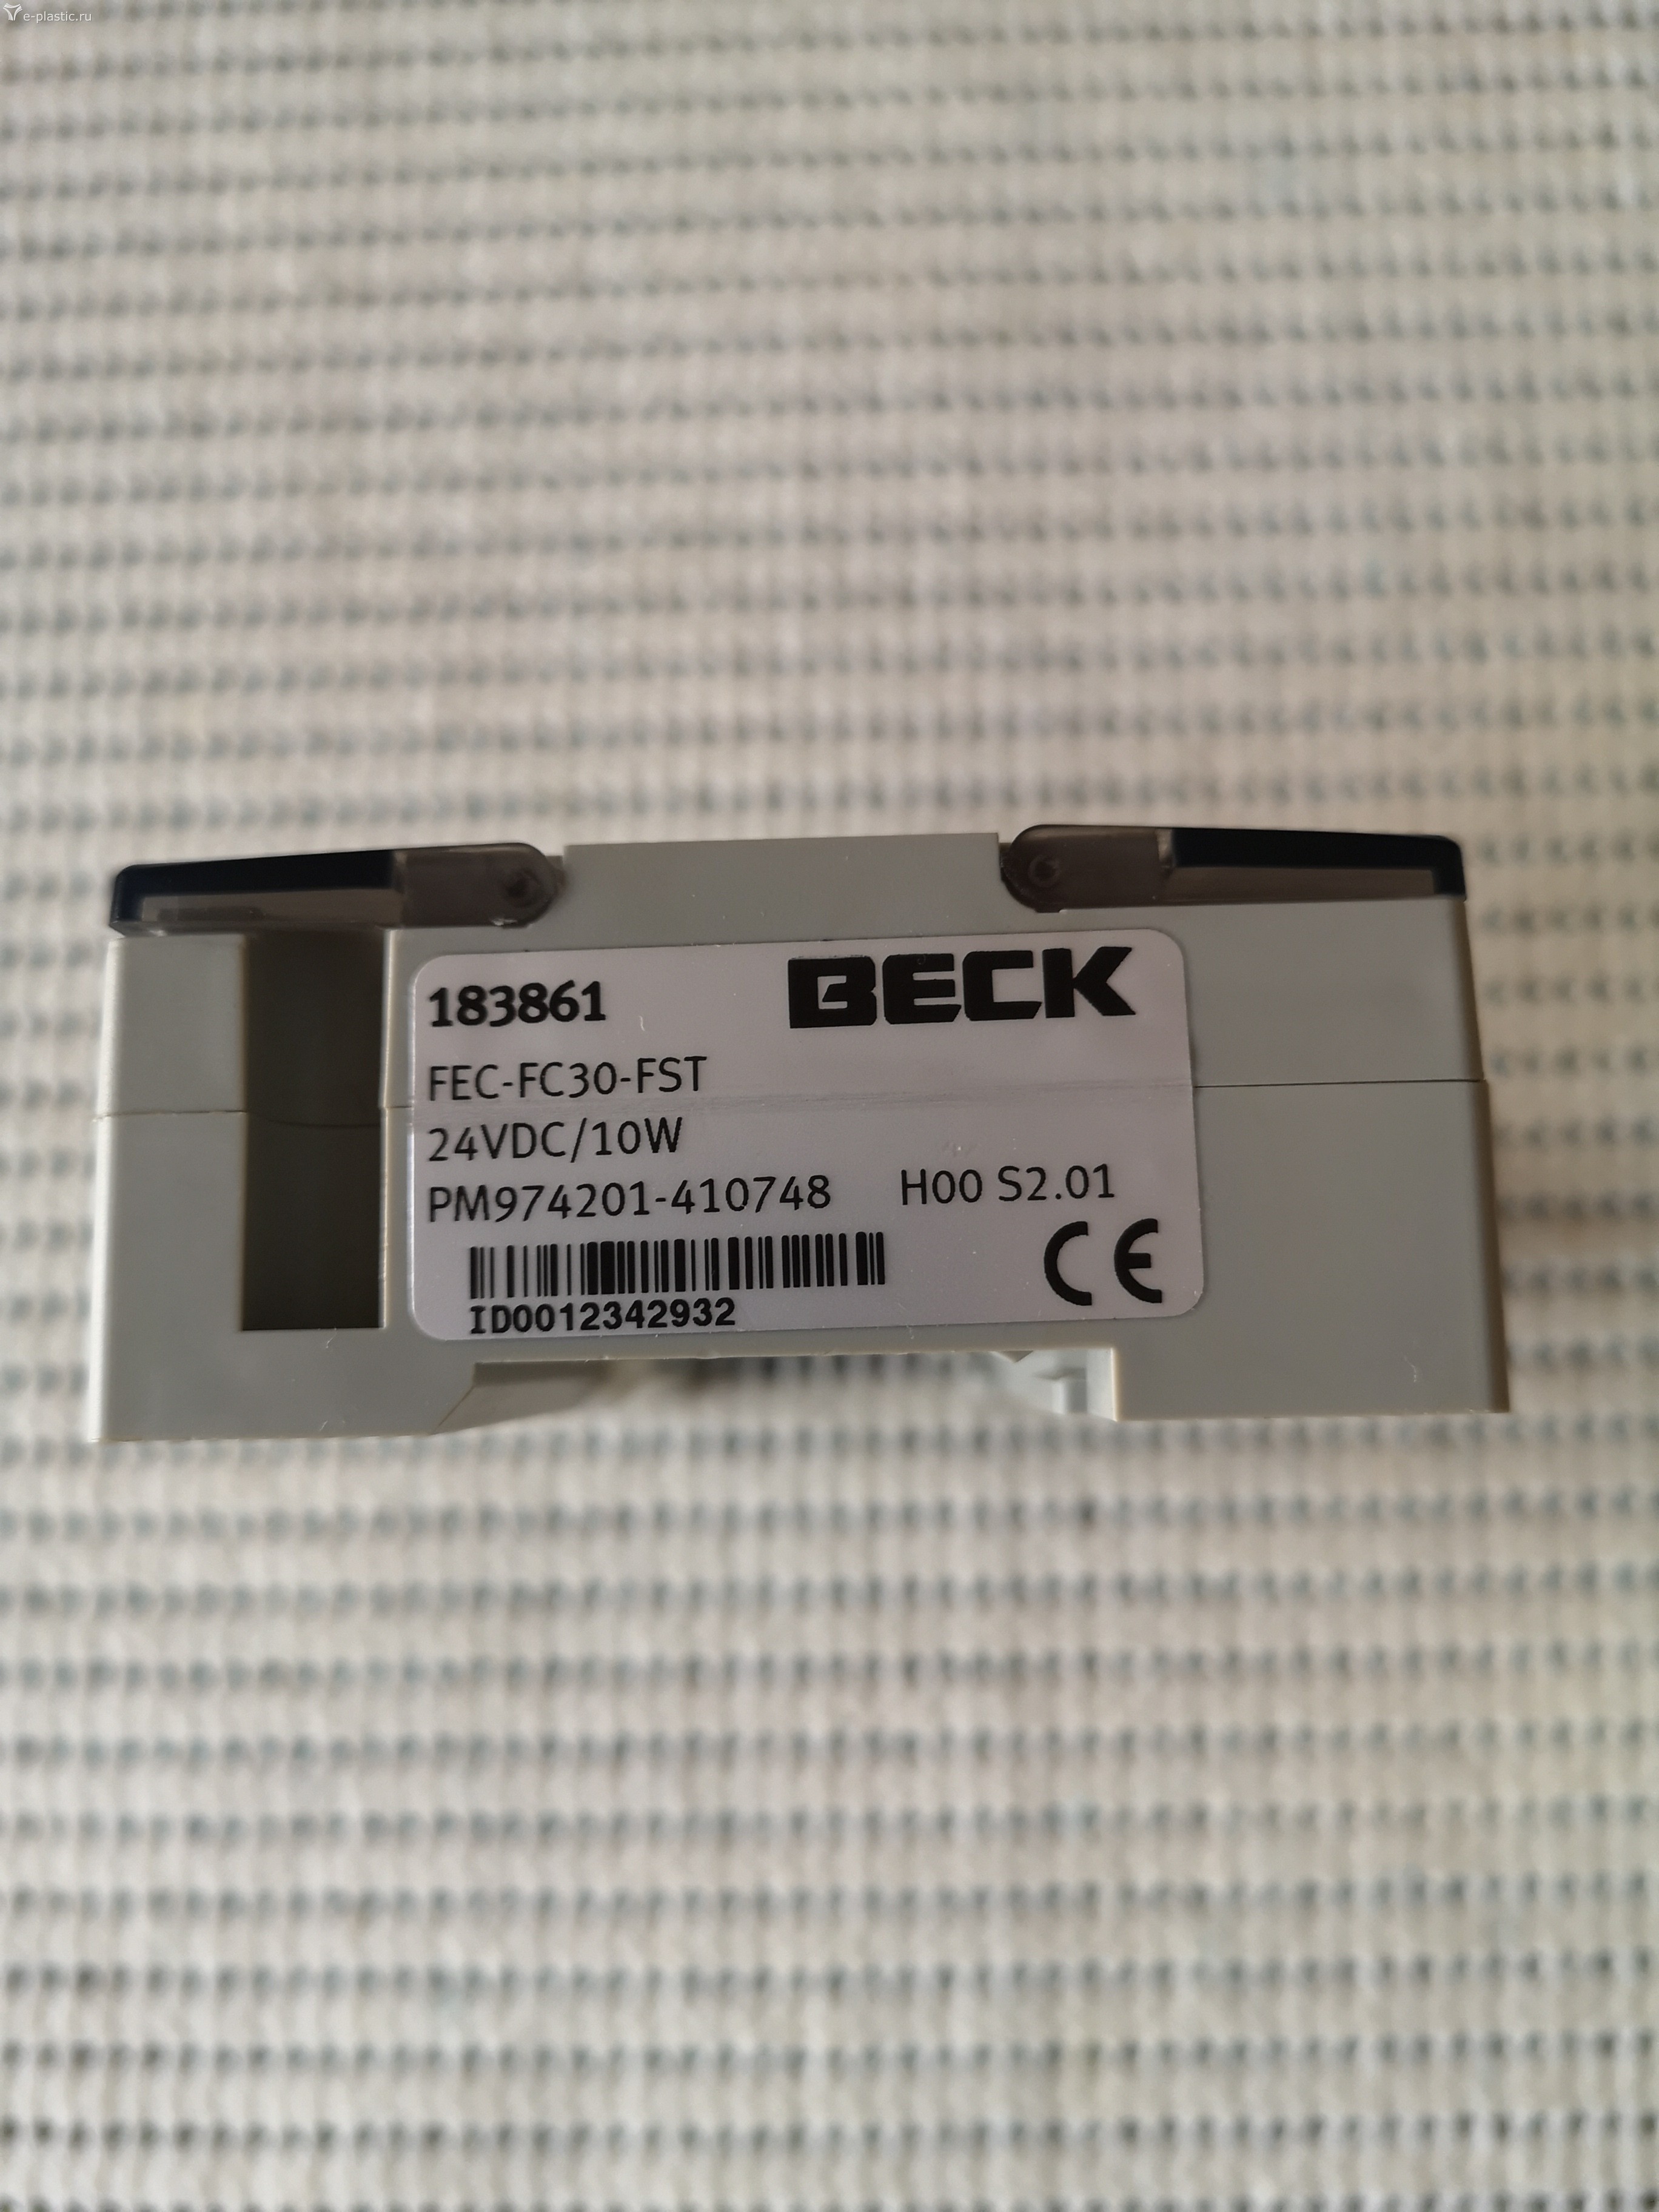 e-plastic.ru
183861 BECK
FEC-FC30-FST
24VDC/10W
PM974201-410748 H00 S2.01
CE
ID0012342932